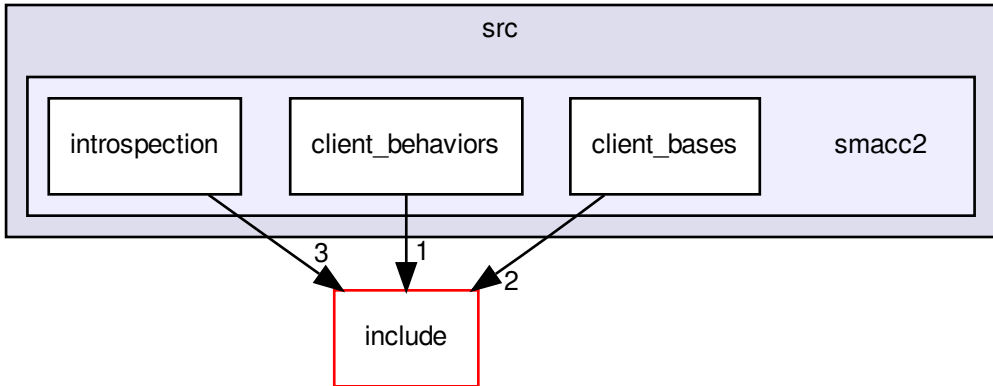 src
introspection
client_behaviors
client_bases
smacc2
3
1
2
include